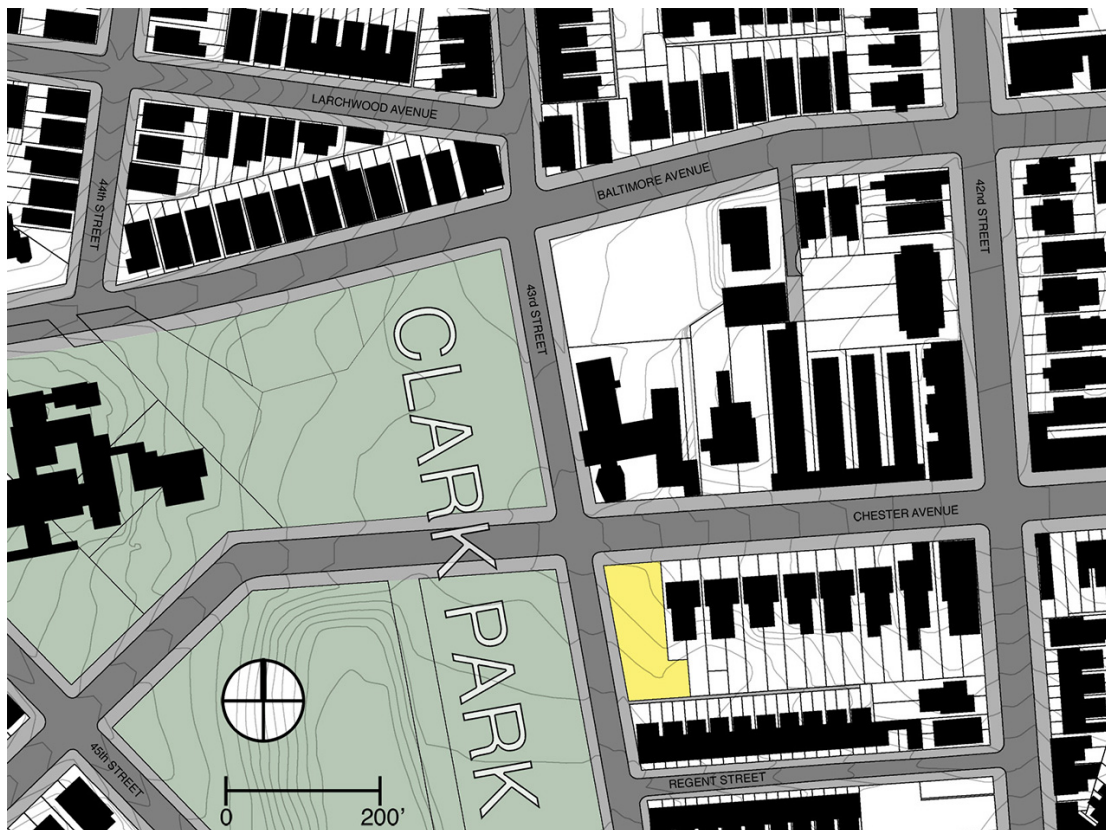 LARCHWOOD AVENUE
BALTIMORE AVENUE
44th STREET
42nd STREET
43rd STREET
CLARK PARK
CHESTER AVENUE
45th STREET
REGENT STREET
0 200'